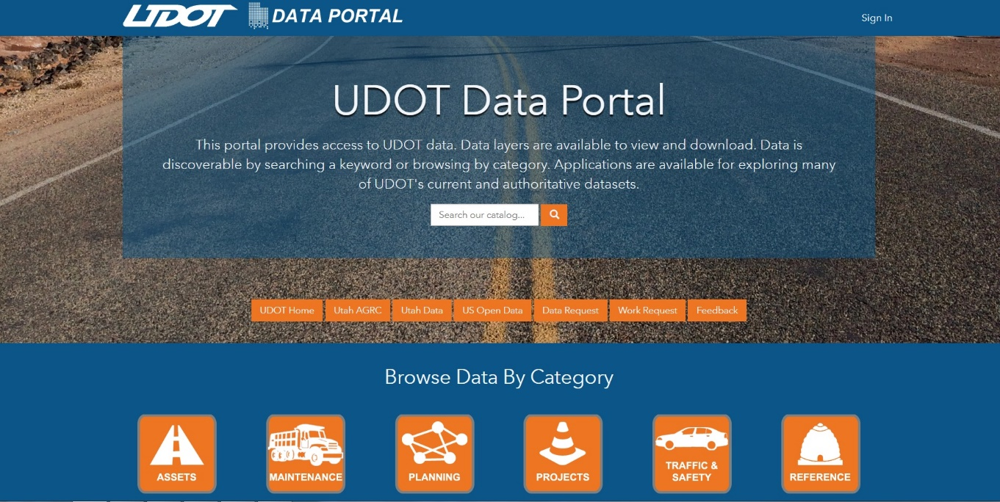 UDOT DATA PORTAL
Sign In
UDOT Data Portal
This portal provides access to UDOT data. Data layers are available to view and download. Data is
discoverable by searching a keyword or browsing by category. Applications are available for exploring many
of UDOT's current and authoritative datasets.
Search our catalog...
UDOT Home Utah AGRC Utah Data US Open Data Data Request Work Request Feedback
Browse Data By Category
ASSETS
MAINTENANCE
PLANNING
PROJECTS
TRAFFIC &
SAFETY
REFERENCE